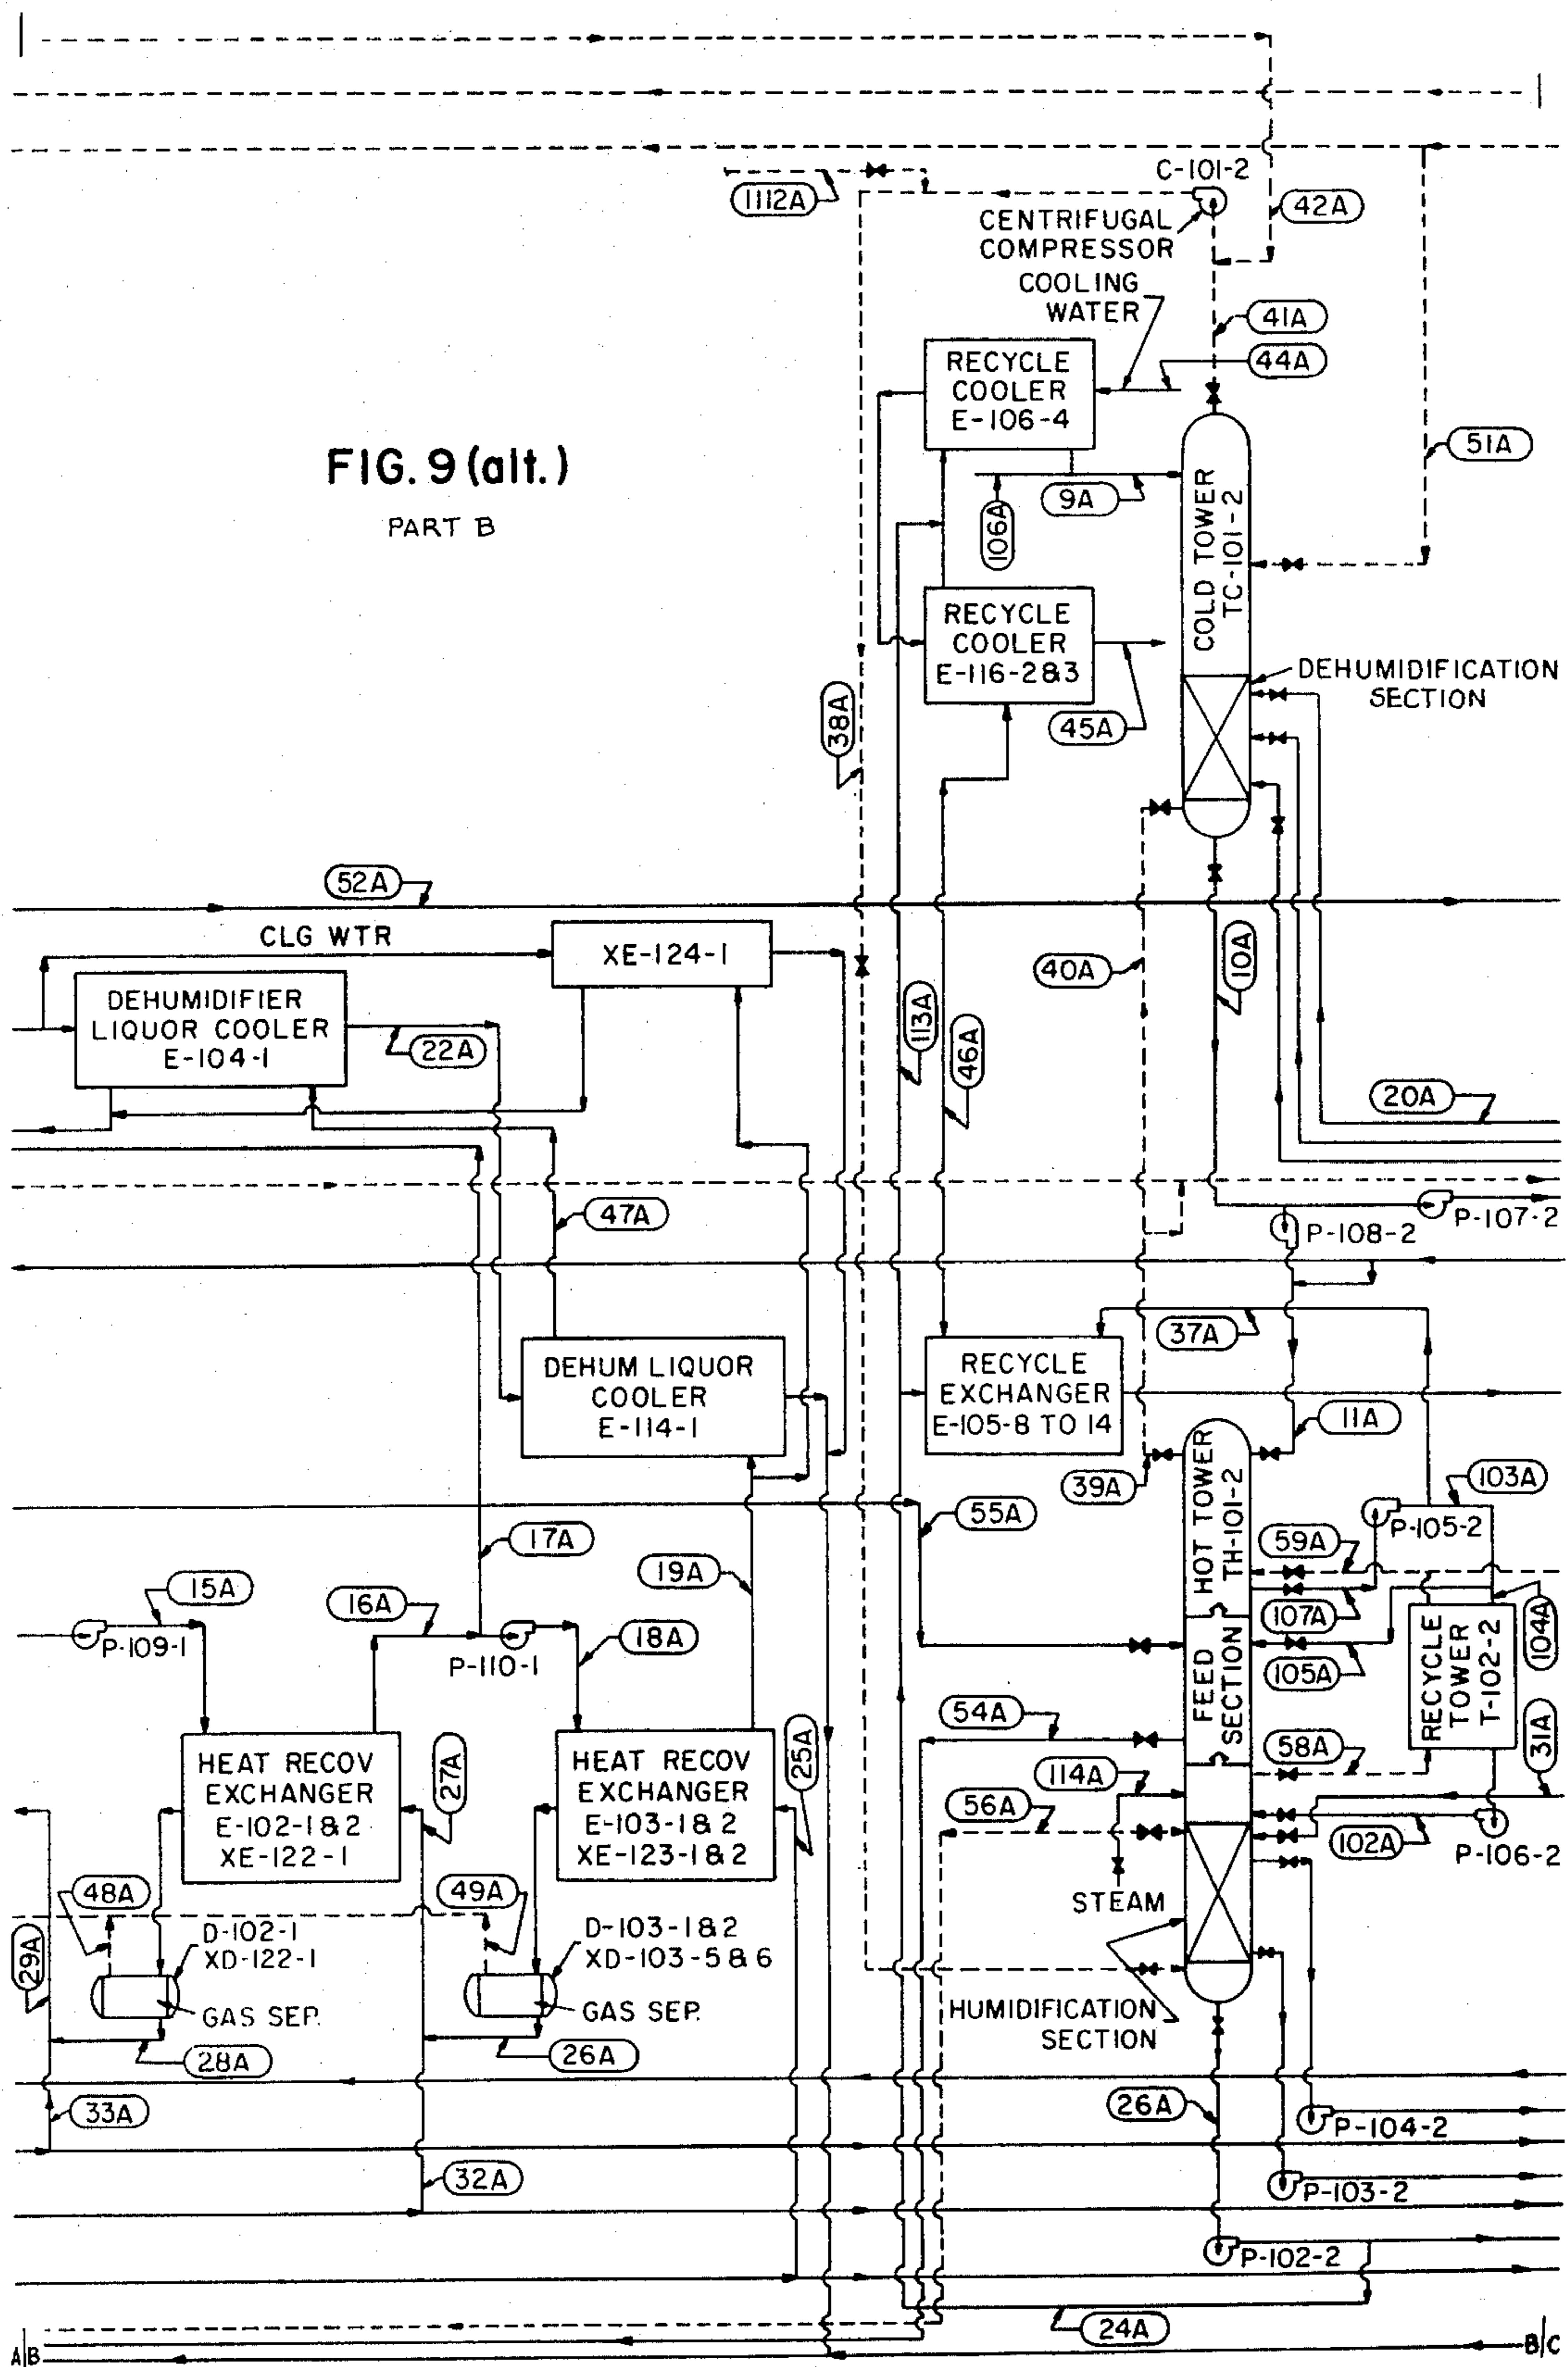 C-101-2
1112A
42A
CENTRIFUGAL
COMPRESSOR
COOLING
WATER
41A
44A
RECYCLE
COOLER
E-106-4
51A
FIG. 9 (alt.)
PART B
106A
9A
COLD TOWER
TC-101-2
RECYCLE
COOLER
E-116-2&3
DEHUMIDIFICATION
SECTION
38A
45A
52A
CLG WTR
XE-124-1
10A
40A
DEHUMIDIFIER
LIQUOR COOLER
E-104-1
22A
113A
46A
20A
47A
P-107-2
P-108-2
37A
DEHUM LIQUOR
COOLER
E-114-1
RECYCLE
EXCHANGER
E-105-8 TO 14
11A
39A
HOT TOWER
TH-101-2
103A
P-105-2
55A
17A
59A
19A
15A
16A
107A
104A
P-109-1
18A
P-110-1
FEED
SECTION
105A
RECYCLE
TOWER
T-102-2
54A
31A
HEAT RECOV
EXCHANGER
E-102-1&2
XE-122-1
27A
HEAT RECOV
EXCHANGER
E-103-1&2
XE-123-1&2
25A
58A
114A
56A
102A
P-106-2
48A
49A
STEAM
D-102-1
XD-122-1
D-103-1&2
XD-103-5&6
29A
GAS SEP.
GAS SEP.
HUMIDIFICATION
SECTION
28A
26A
33A
26A
P-104-2
32A
P-103-2
P-102-2
24A
A|B
B|C